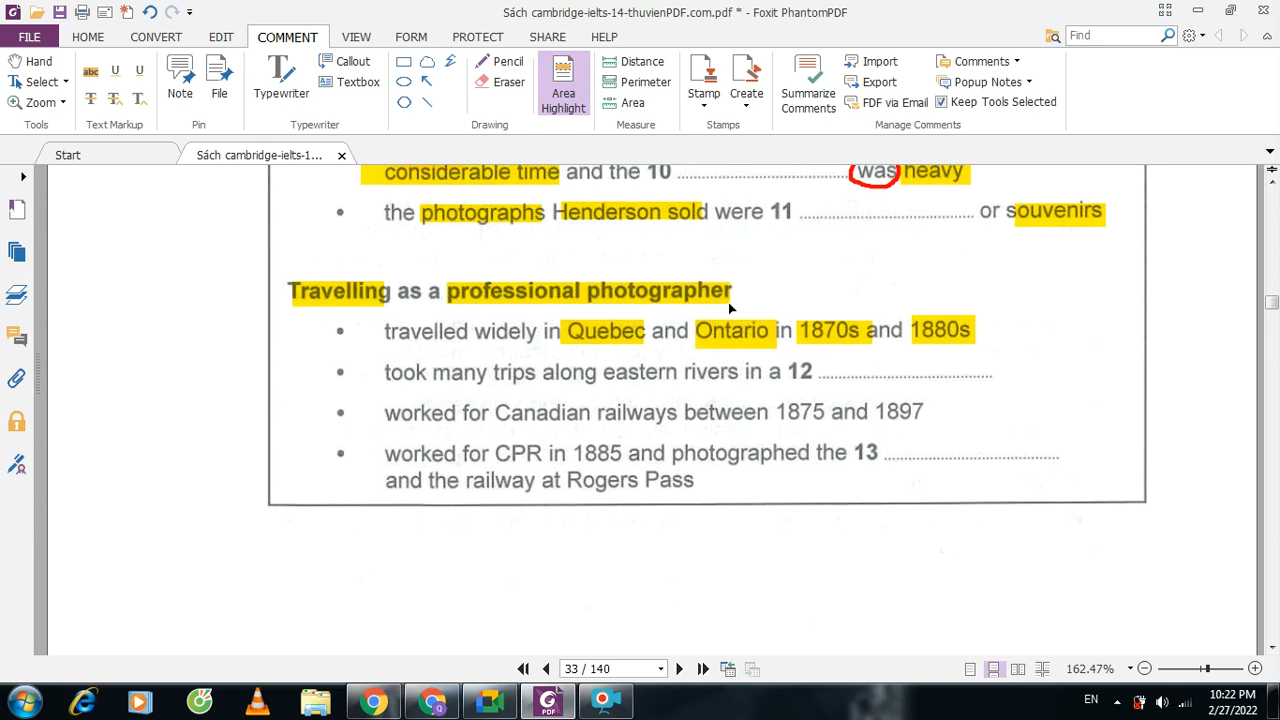 Sách cambridge-ielts-14-thuvienPDF.com.pdf * - Foxit PhantomPDF
FILE HOME CONVERT EDIT COMMENT VIEW FORM PROTECT SHARE HELP Find
Hand Select Zoom Tools
abc U U T T T Text Markup
Note File Pin
Typewriter Callout Textbox Typewriter
Pencil Eraser Area Highlight Drawing
Distance Perimeter Area Measure
Stamp Create Stamps
Summarize Comments Import Export FDF via Email Comments Popup Notes Keep Tools Selected Manage Comments
Start Sách cambridge-ielts-1...
considerable time and the 10 .......................................... was heavy
• the photographs Henderson sold were 11 .......................................... or souvenirs
Travelling as a professional photographer
• travelled widely in Quebec and Ontario in 1870s and 1880s
• took many trips along eastern rivers in a 12 ..........................................
• worked for Canadian railways between 1875 and 1897
• worked for CPR in 1885 and photographed the 13 ..........................................
and the railway at Rogers Pass
33 / 140 162.47%
PDF EN 10:22 PM
2/27/2022